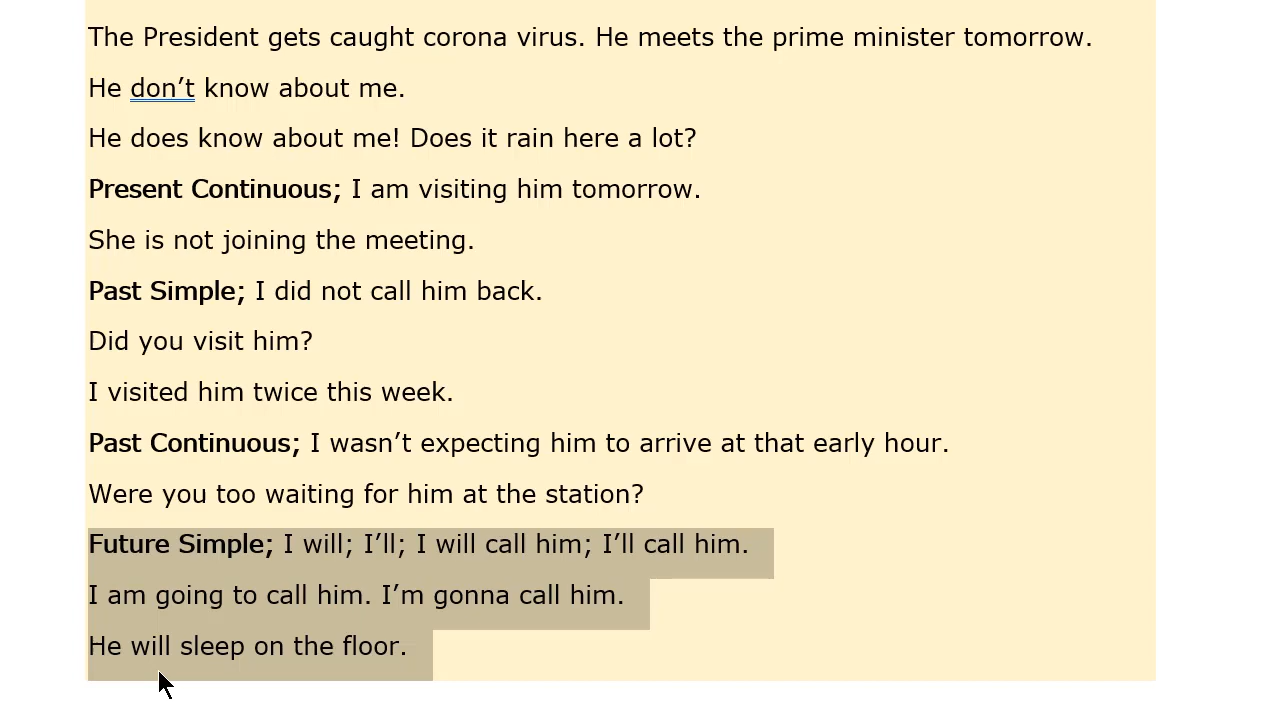 The President gets caught corona virus. He meets the prime minister tomorrow.
He don’t know about me.
He does know about me! Does it rain here a lot?
Present Continuous; I am visiting him tomorrow.
She is not joining the meeting.
Past Simple; I did not call him back.
Did you visit him?
I visited him twice this week.
Past Continuous; I wasn’t expecting him to arrive at that early hour.
Were you too waiting for him at the station?
Future Simple; I will; I’ll; I will call him; I’ll call him.
I am going to call him. I’m gonna call him.
He will sleep on the floor.